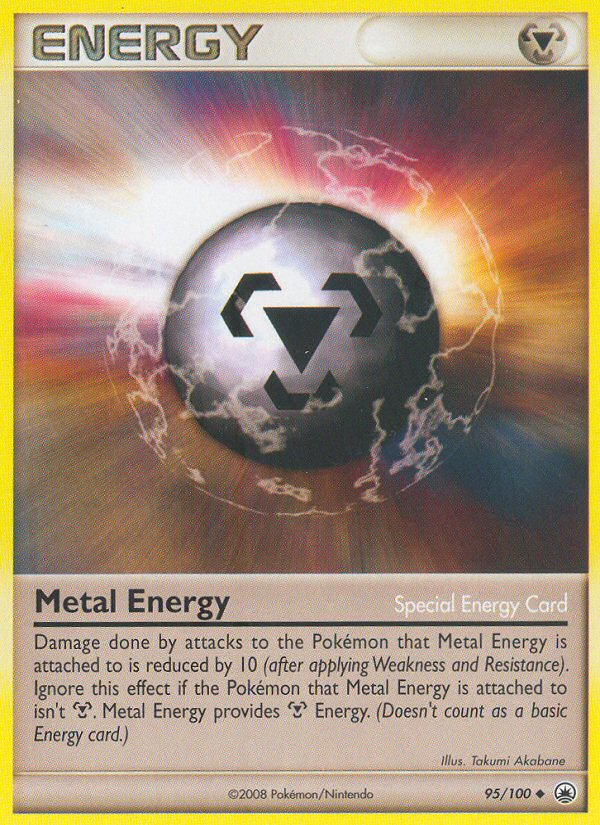 ENERGY
Metal Energy
Special Energy Card
Damage done by attacks to the Pokémon that Metal Energy is
attached to is reduced by 10 (after applying Weakness and Resistance).
Ignore this effect if the Pokémon that Metal Energy is attached to
isn't . Metal Energy provides Energy. (Doesn't count as a basic
Energy card.)
Illus. Takumi Akabane
©2008 Pokémon/Nintendo
95/100